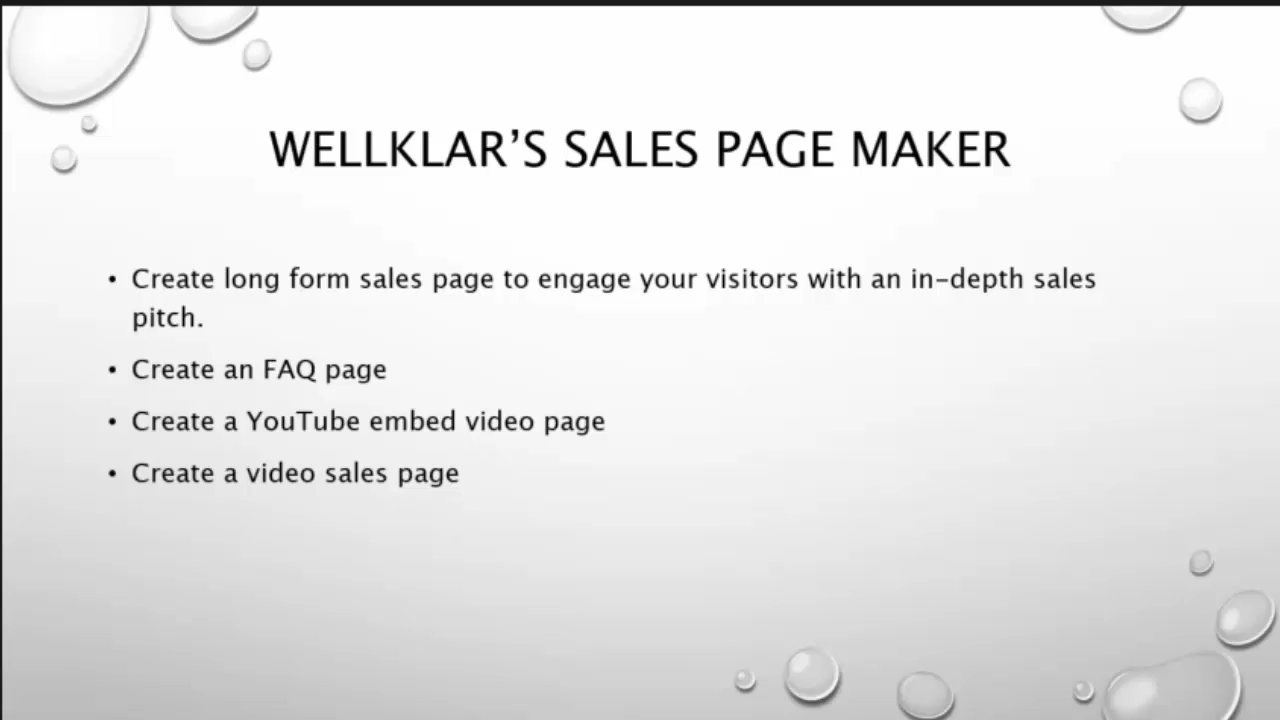 WELLKLAR’S SALES PAGE MAKER
• Create long form sales page to engage your visitors with an in-depth sales
pitch.
• Create an FAQ page
• Create a YouTube embed video page
• Create a video sales page